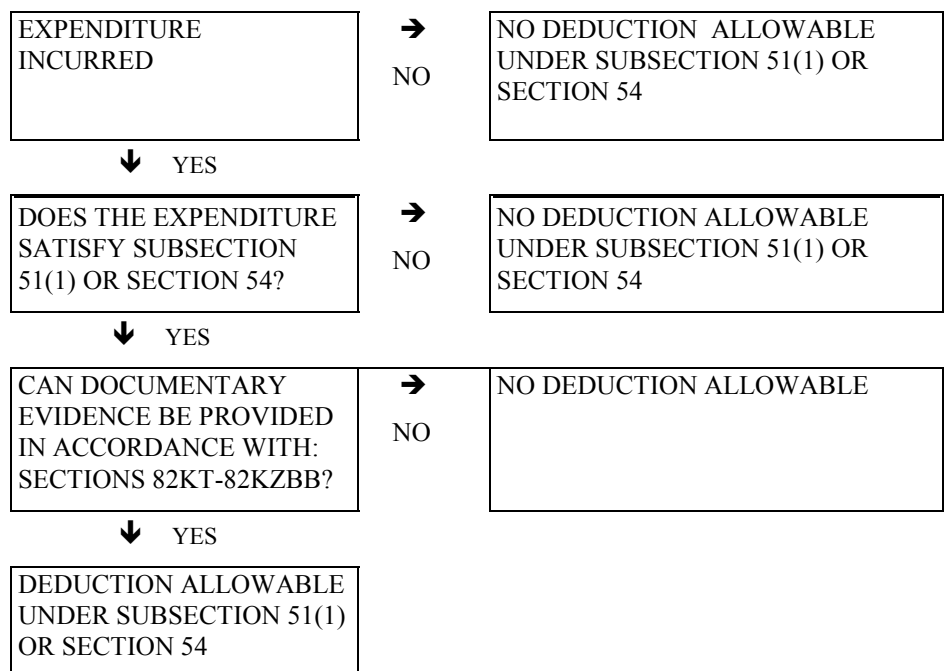 EXPENDITURE
INCURRED
➔
NO
NO DEDUCTION ALLOWABLE
UNDER SUBSECTION 51(1) OR
SECTION 54
🡻 YES
DOES THE EXPENDITURE
SATISFY SUBSECTION
51(1) OR SECTION 54?
➔
NO
NO DEDUCTION ALLOWABLE
UNDER SUBSECTION 51(1) OR
SECTION 54
🡻 YES
CAN DOCUMENTARY
EVIDENCE BE PROVIDED
IN ACCORDANCE WITH:
SECTIONS 82KT-82KZBB?
➔
NO
NO DEDUCTION ALLOWABLE
🡻 YES
DEDUCTION ALLOWABLE
UNDER SUBSECTION 51(1)
OR SECTION 54